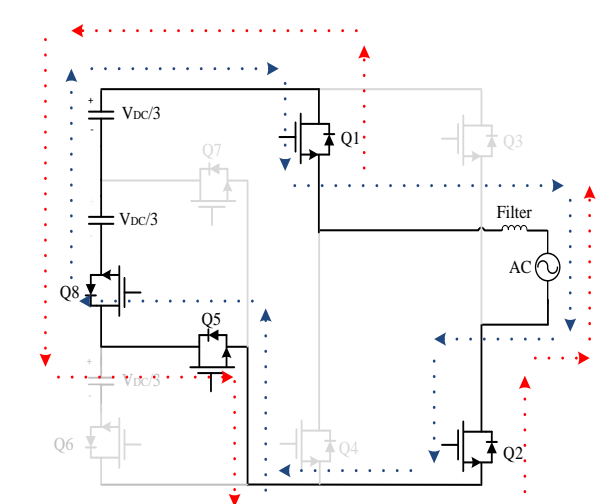 +
VDC/3
-
Q1
Q3
Q7
VDC/3
Filter
AC
Q8
Q5
+
VDC/3
Q6
Q4
Q2